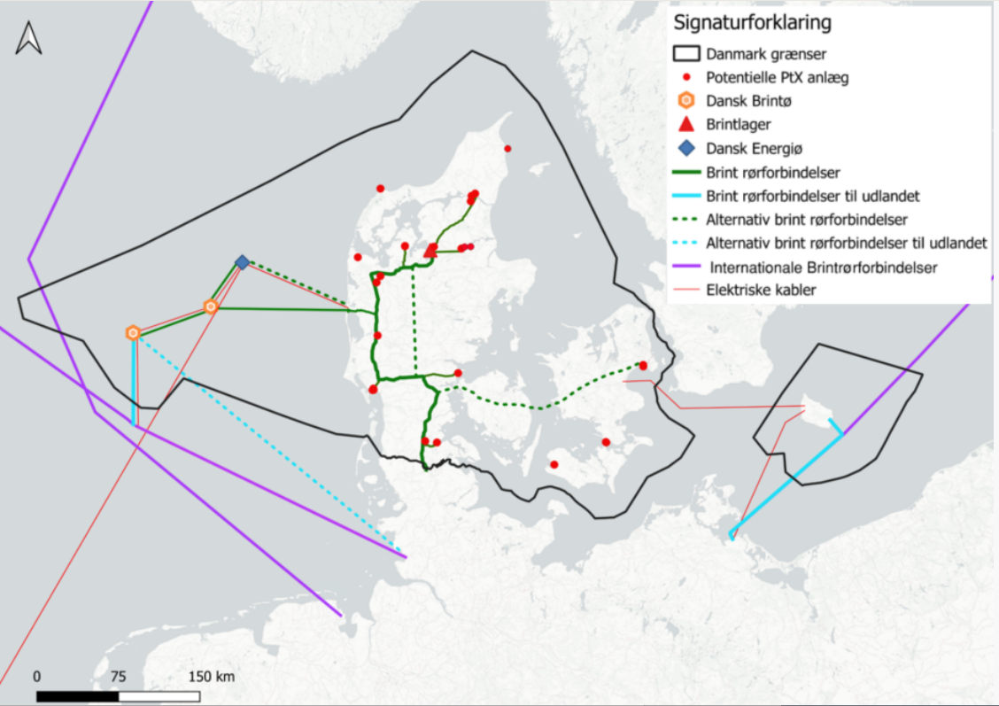 Signaturforklaring
Danmark grænser
Potentielle PtX anlæg
Dansk Brintø
Brintlager
Dansk Energiø
Brint rørforbindelser
Brint rørforbindelser til udlandet
Alternativ brint rørforbindelser
Alternativ brint rørforbindelser til udlandet
Internationale Brintrørforbindelser
Elektriske kabler
0 75 150 km